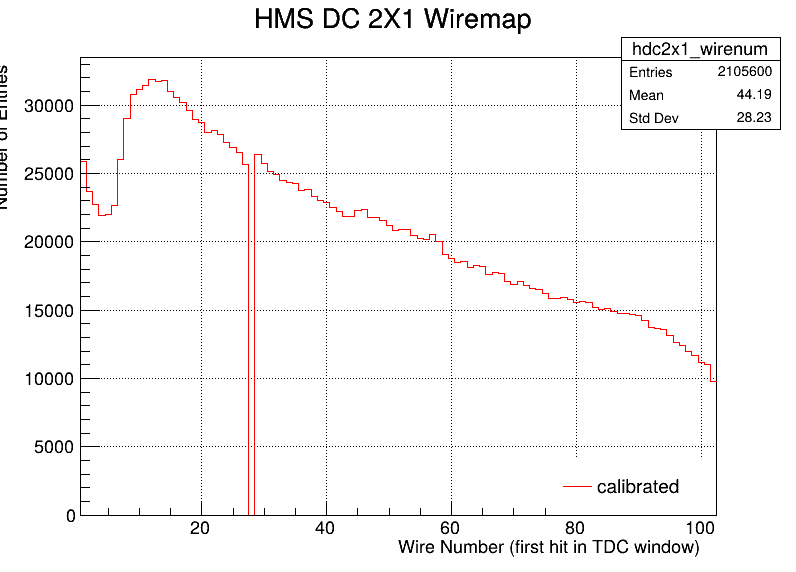 HMS DC 2X1 Wiremap
hdc2x1_wirenum
Entries 2105600
Mean 44.19
Std Dev 28.23
Number of Entries
30000
25000
20000
15000
10000
5000
0
calibrated
20 40 60 80 100
Wire Number (first hit in TDC window)